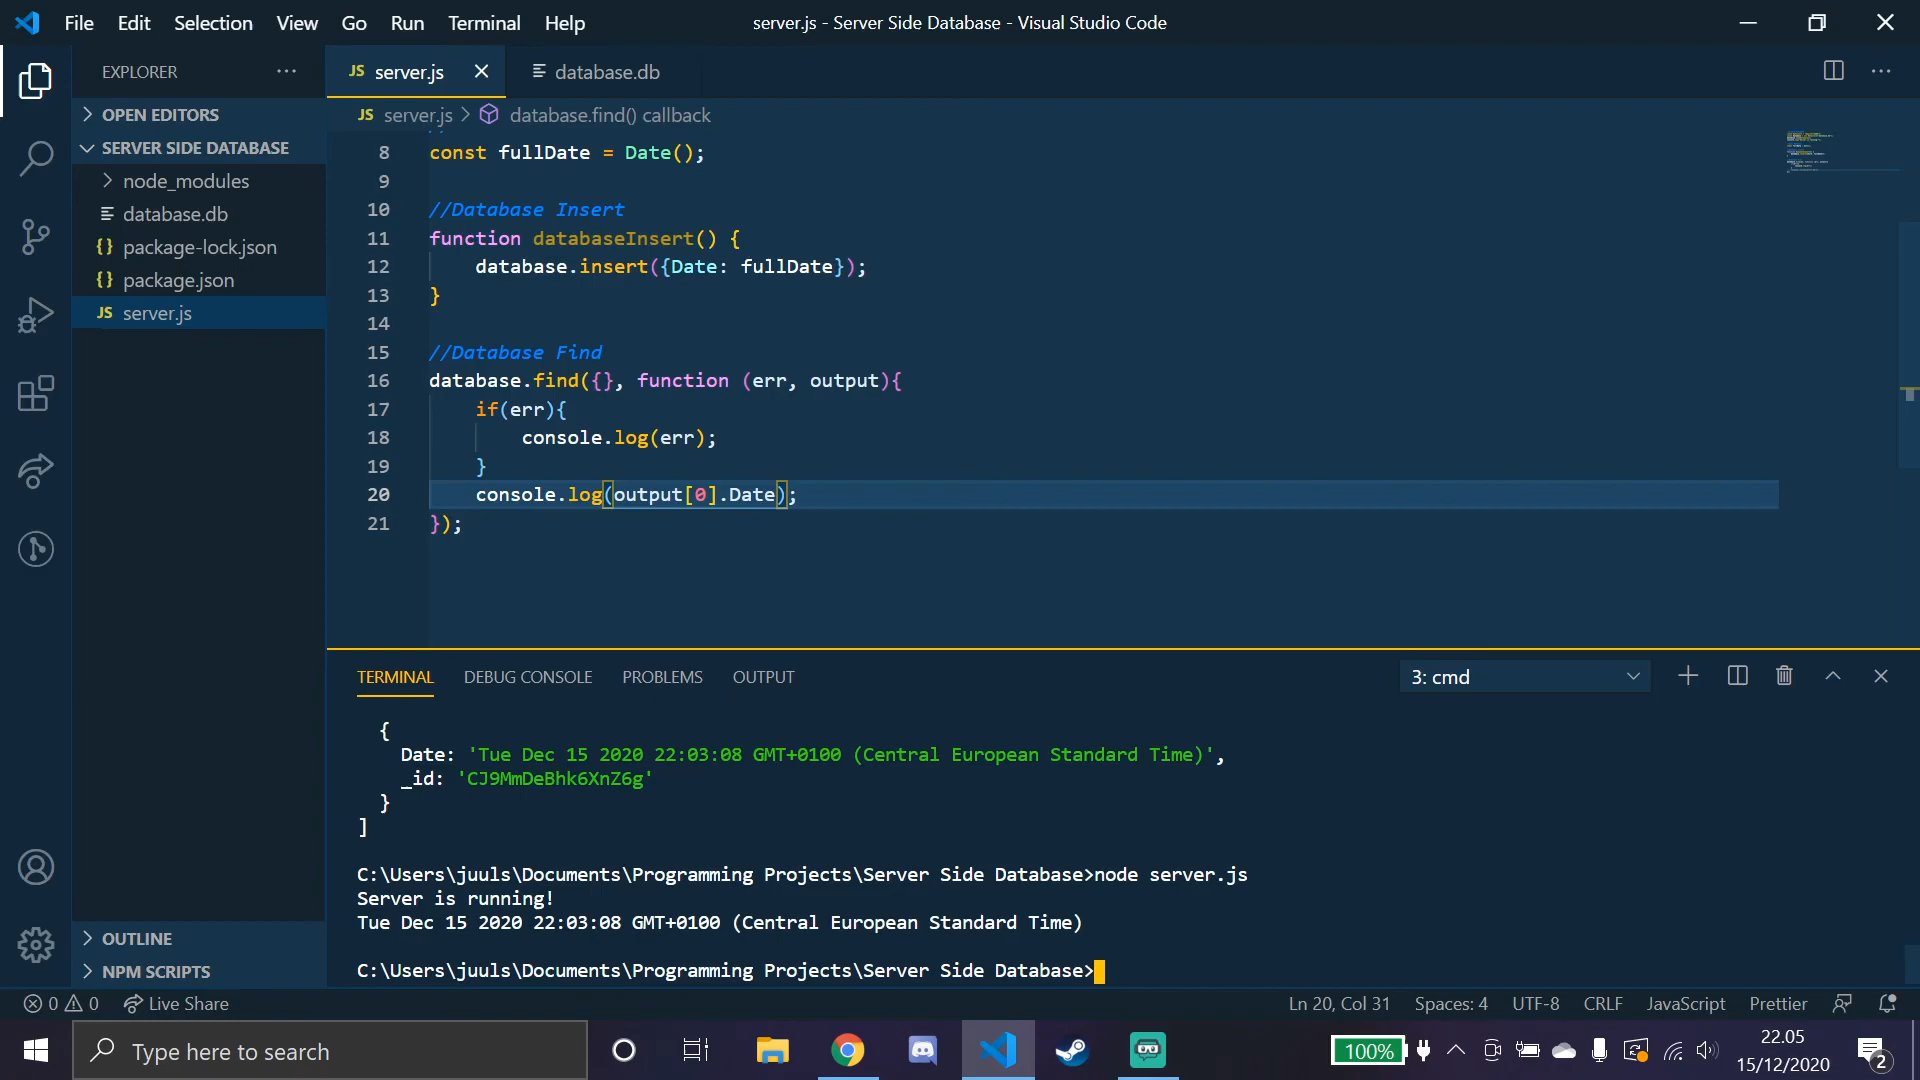 File Edit Selection View Go Run Terminal Help
server.js - Server Side Database - Visual Studio Code
EXPLORER
JS server.js
database.db
OPEN EDITORS
JS server.js > database.find() callback
SERVER SIDE DATABASE
node_modules
database.db
{} package-lock.json
{} package.json
JS server.js
8 const fullDate = Date();
9
10 //Database Insert
11 function databaseInsert() {
12 database.insert({Date: fullDate});
13 }
14
15 //Database Find
16 database.find({}, function (err, output){
17 if(err){
18 console.log(err);
19 }
20 console.log(output[0].Date);
21 });
TERMINAL DEBUG CONSOLE PROBLEMS OUTPUT
3: cmd
{
Date: 'Tue Dec 15 2020 22:03:08 GMT+0100 (Central European Standard Time)',
_id: 'CJ9MmDeBhk6XnZ6g'
}
]
C:\Users\juuls\Documents\Programming Projects\Server Side Database>node server.js
Server is running!
Tue Dec 15 2020 22:03:08 GMT+0100 (Central European Standard Time)
C:\Users\juuls\Documents\Programming Projects\Server Side Database>
OUTLINE
NPM SCRIPTS
0 0 Live Share
Ln 20, Col 31 Spaces: 4 UTF-8 CRLF JavaScript Prettier
Type here to search
100%
22.05
15/12/2020
2